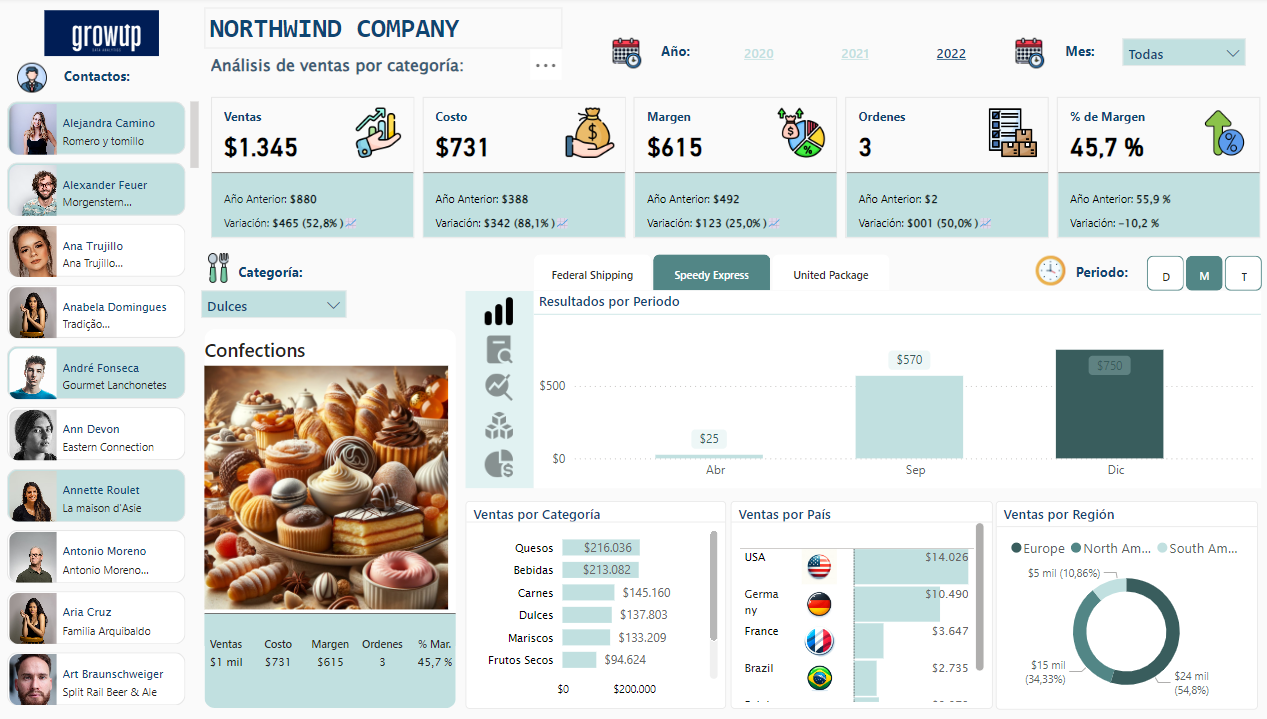 growup
DATA ANALYTICS
Contactos:
Alejandra Camino
Romero y tomillo
Alexander Feuer
Morgenstern...
Ana Trujillo
Ana Trujillo...
Anabela Domingues
Tradição...
André Fonseca
Gourmet Lanchonetes
Ann Devon
Eastern Connection
Annette Roulet
La maison d'Asie
Antonio Moreno
Antonio Moreno...
Aria Cruz
Familia Arquibaldo
Art Braunschweiger
Split Rail Beer & Ale
NORTHWIND COMPANY
Análisis de ventas por categoría:
Año:
2020
2021
2022
Mes:
Todas
Ventas
$1.345
Año Anterior: $880
Variación: $465 (52,8% )
Costo
$731
Año Anterior: $388
Variación: $342 (88,1% )
Margen
$615
Año Anterior: $492
Variación: $123 (25,0% )
Ordenes
3
Año Anterior: $2
Variación: $001 (50,0% )
% de Margen
45,7 %
Año Anterior: 55,9 %
Variación: −10,2 %
Categoría:
Dulces
Confections
Ventas Costo Margen Ordenes % Mar.
$1 mil $731 $615 3 45,7 %
Federal Shipping
Speedy Express
United Package
Periodo:
D
M
T
Resultados por Periodo
$500
$0
$25
$570
$750
Abr
Sep
Dic
Ventas por Categoría
Quesos $216.036
Bebidas $213.082
Carnes $145.160
Dulces $137.803
Mariscos $133.209
Frutos Secos $94.624
$0 $200.000
Ventas por País
USA $14.026
Germa
ny $10.490
France $3.647
Brazil $2.735
Ventas por Región
Europe North Am... South Am...
$5 mil (10,86%)
$15 mil
(34,33%)
$24 mil
(54,8%)